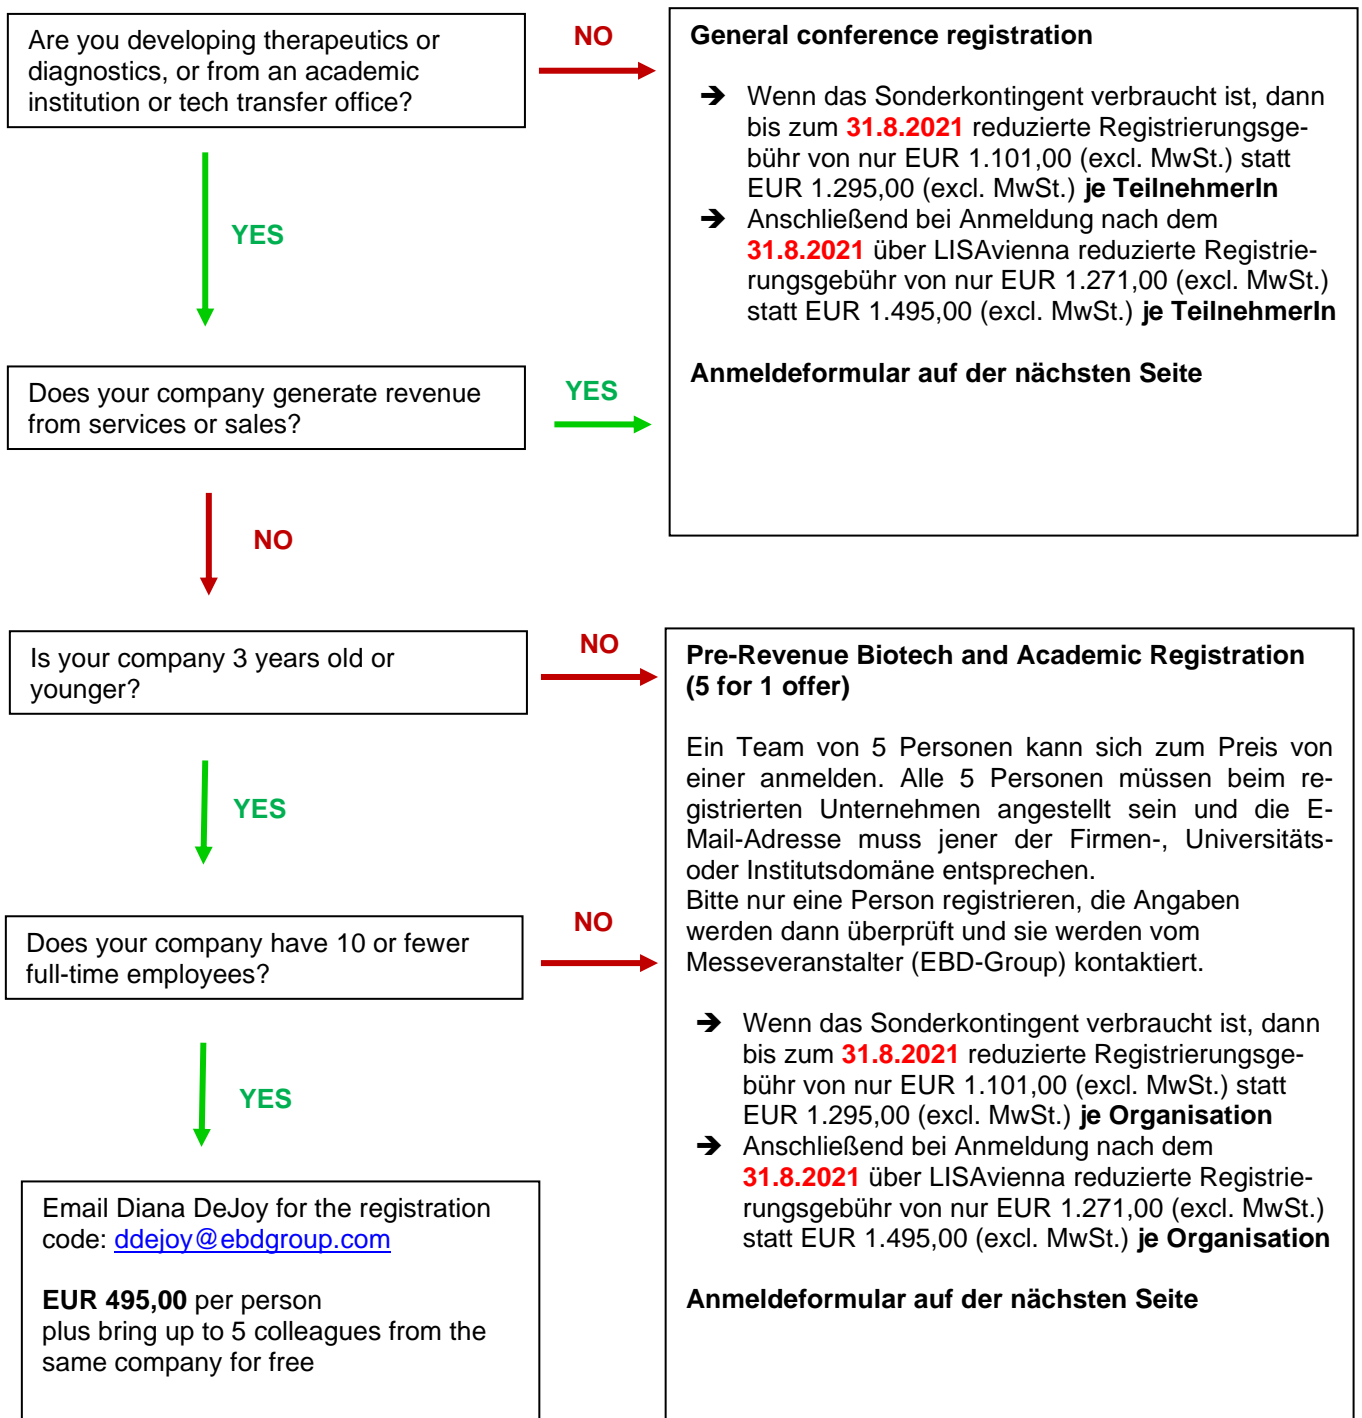 Are you developing therapeutics or
diagnostics, or from an academic
institution or tech transfer office?
NO
YES
General conference registration
➔ Wenn das Sonderkontingent verbraucht ist, dann
bis zum 31.8.2021 reduzierte Registrierungsge-
bühr von nur EUR 1.101,00 (excl. MwSt.) statt
EUR 1.295,00 (excl. MwSt.) je TeilnehmerIn
➔ Anschließend bei Anmeldung nach dem
31.8.2021 über LISAvienna reduzierte Registrie-
rungsgebühr von nur EUR 1.271,00 (excl. MwSt.)
statt EUR 1.495,00 (excl. MwSt.) je TeilnehmerIn
Anmeldeformular auf der nächsten Seite
Does your company generate revenue
from services or sales?
YES
NO
Is your company 3 years old or
younger?
NO
YES
Does your company have 10 or fewer
full-time employees?
NO
YES
Pre-Revenue Biotech and Academic Registration
(5 for 1 offer)
Ein Team von 5 Personen kann sich zum Preis von
einer anmelden. Alle 5 Personen müssen beim re-
gistrierten Unternehmen angestellt sein und die E-
Mail-Adresse muss jener der Firmen-, Universitäts-
oder Institutsdomäne entsprechen.
Bitte nur eine Person registrieren, die Angaben
werden dann überprüft und sie werden vom
Messeveranstalter (EBD-Group) kontaktiert.
➔ Wenn das Sonderkontingent verbraucht ist, dann
bis zum 31.8.2021 reduzierte Registrierungsge-
bühr von nur EUR 1.101,00 (excl. MwSt.) statt
EUR 1.295,00 (excl. MwSt.) je Organisation
➔ Anschließend bei Anmeldung nach dem
31.8.2021 über LISAvienna reduzierte Registrie-
rungsgebühr von nur EUR 1.271,00 (excl. MwSt.)
statt EUR 1.495,00 (excl. MwSt.) je Organisation
Anmeldeformular auf der nächsten Seite
Email Diana DeJoy for the registration
code: ddejoy@ebdgroup.com
EUR 495,00 per person
plus bring up to 5 colleagues from the
same company for free